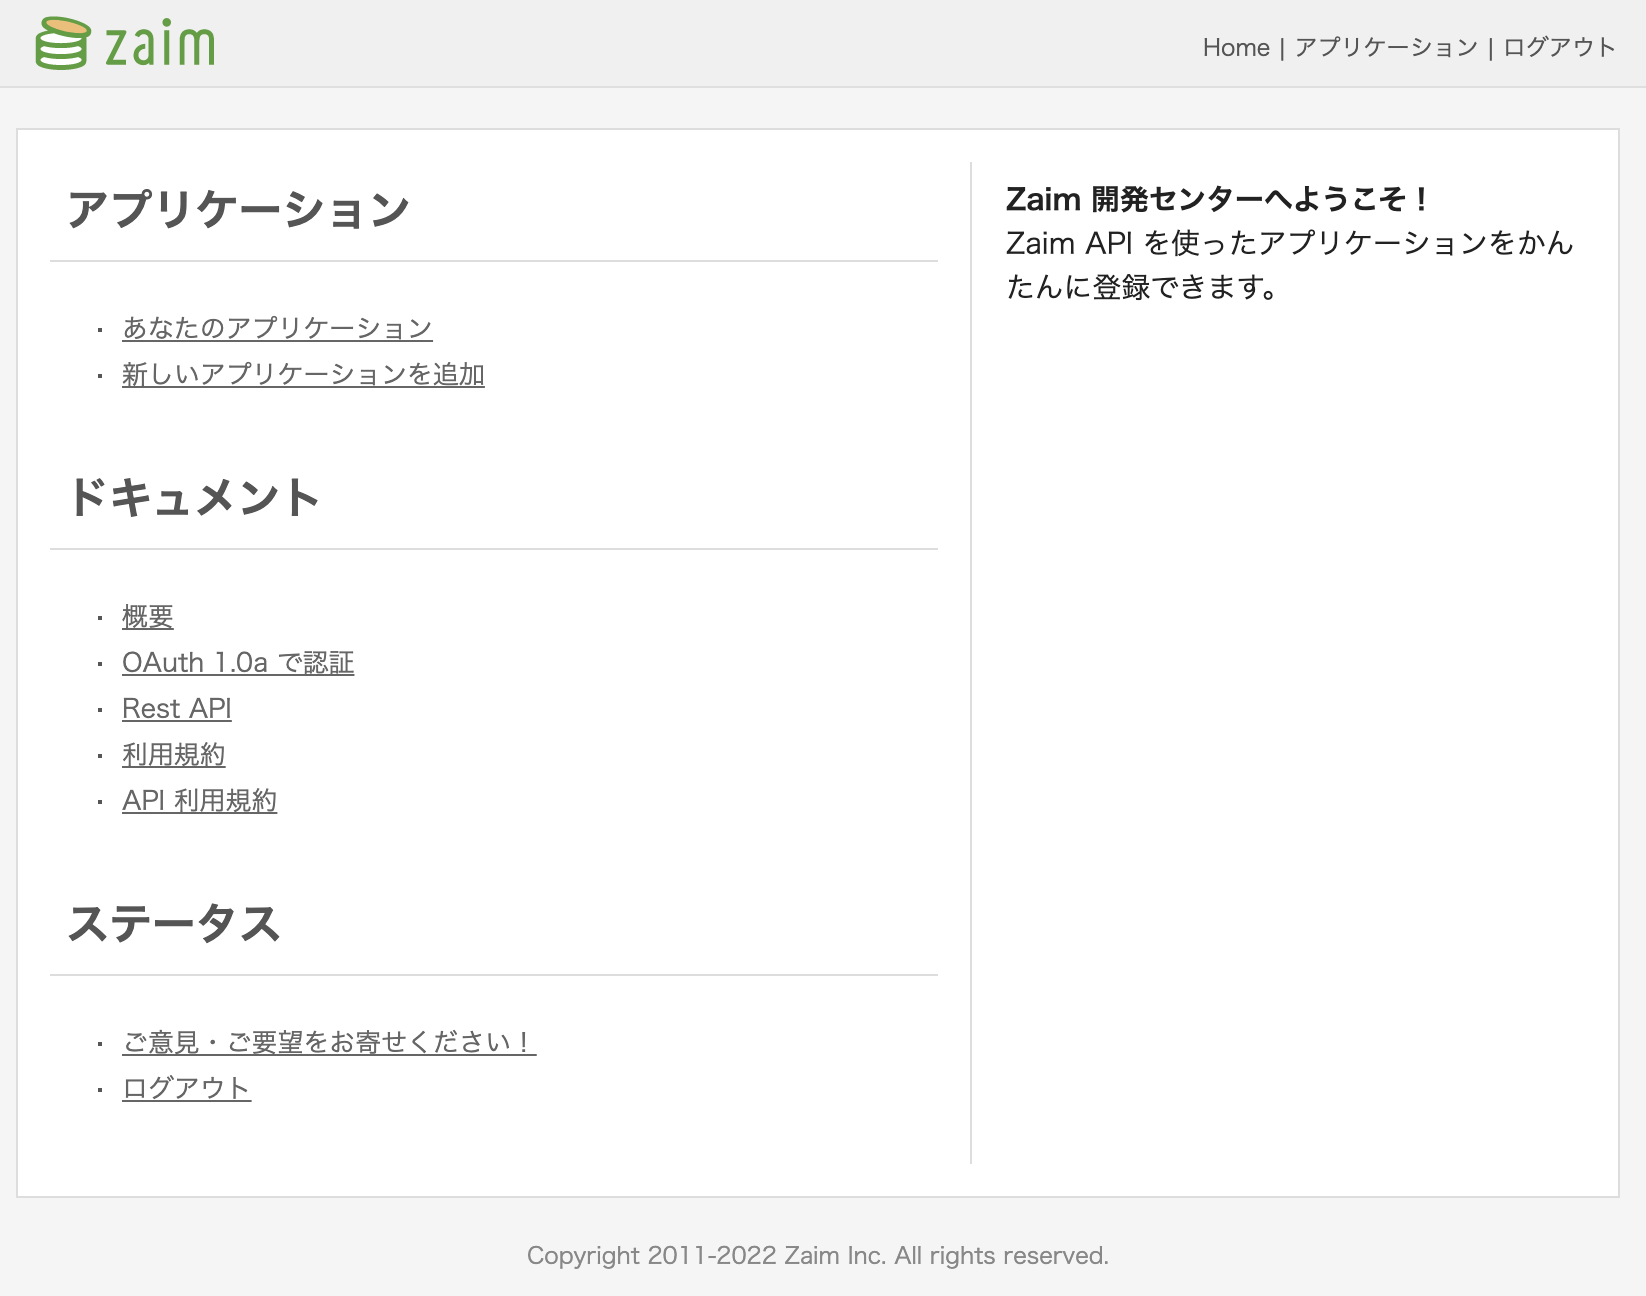 zaim
Home | アプリケーション | ログアウト
アプリケーション
・ あなたのアプリケーション
・ 新しいアプリケーションを追加
ドキュメント
・ 概要
・ OAuth 1.0a で認証
・ Rest API
・ 利用規約
・ API 利用規約
ステータス
・ ご意見・ご要望をお寄せください！
・ ログアウト
Zaim 開発センターへようこそ！
Zaim API を使ったアプリケーションをかん
たんに登録できます。
Copyright 2011-2022 Zaim Inc. All rights reserved.